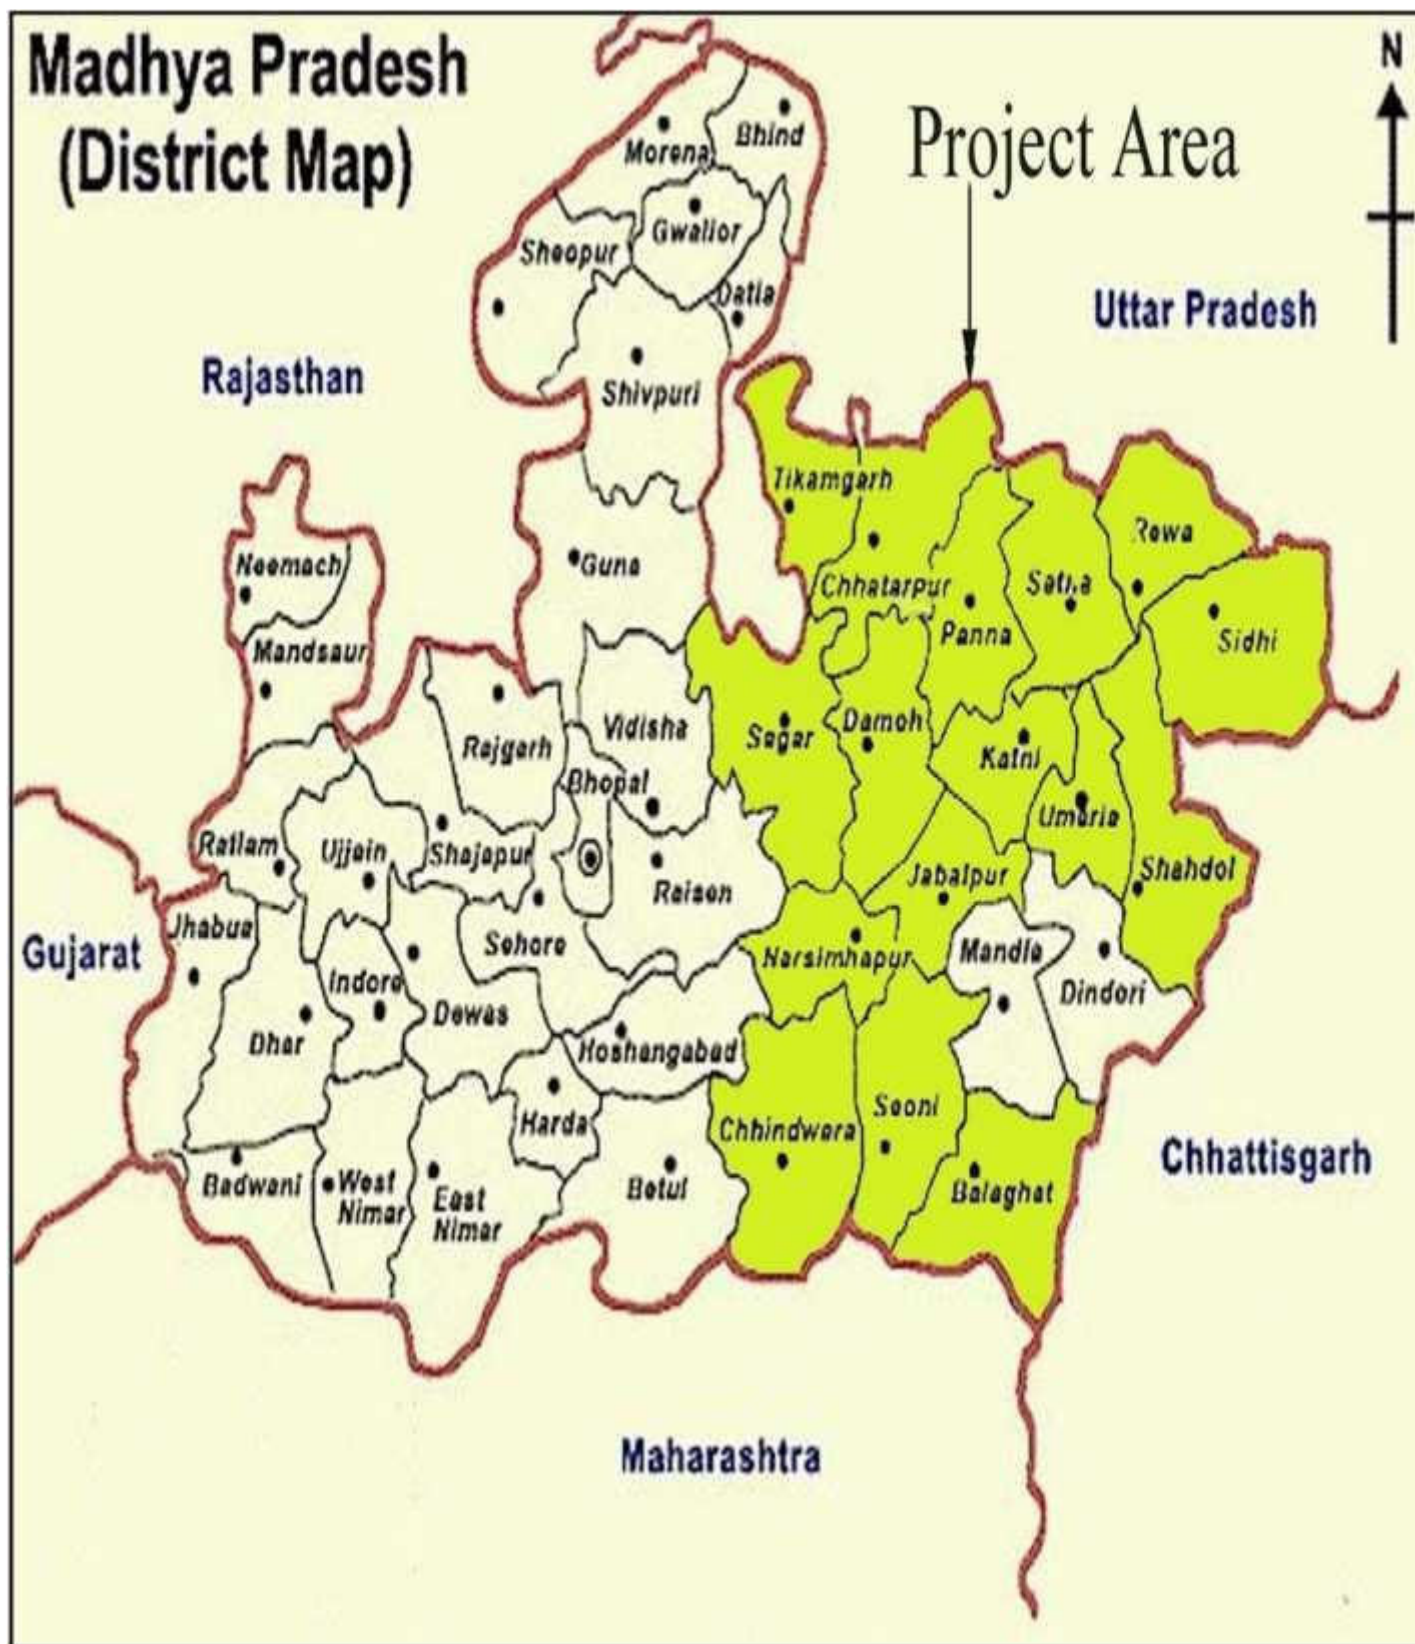 Madhya Pradesh
(District Map)
N
Project Area
Bhind
Morena
Gwalior
Sheopur
Datia
Uttar Pradesh
Rajasthan
Shivpuri
Tikamgarh
Rewa
Neemach
Guna
Chhatarpur
Satna
Panna
Sidhi
Mandsaur
Vidisha
Sagar
Damoh
Rajgarh
Katni
Bhopal
Umaria
Ratlam
Ujjain
Shajapur
Raisen
Jabalpur
Shahdol
Jhabua
Gujarat
Sehore
Narsimhapur
Mandla
Indore
Dewas
Dindori
Dhar
Hoshangabad
Harda
Chhindwara
Seoni
Chhattisgarh
Badwani
West
Nimar
East
Nimar
Betul
Balaghat
Maharashtra